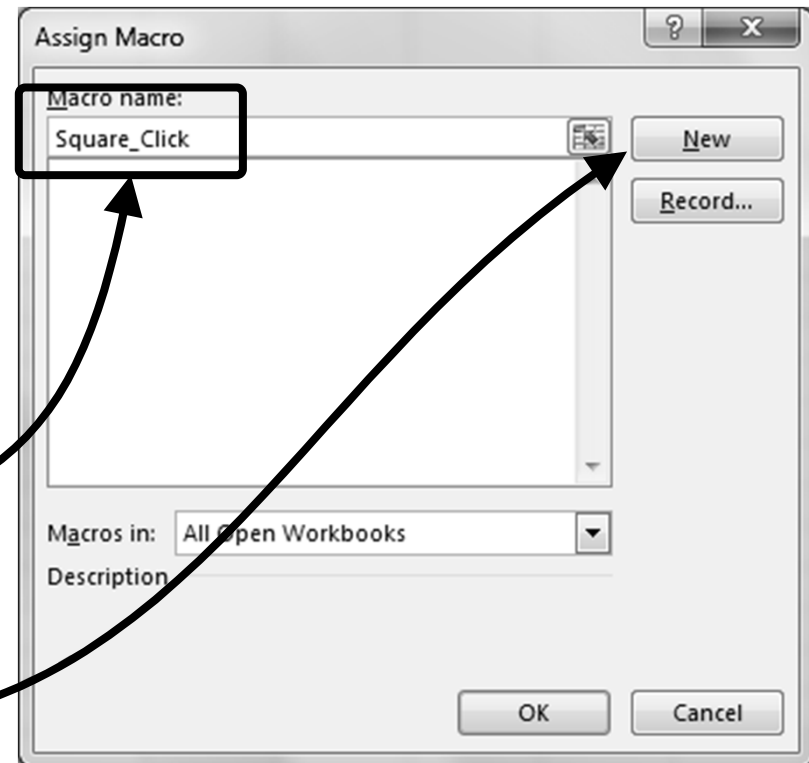 Assign Macro
?
X
Macro name:
Square_Click
New
Record...
Macros in:
All Open Workbooks
Description
OK
Cancel